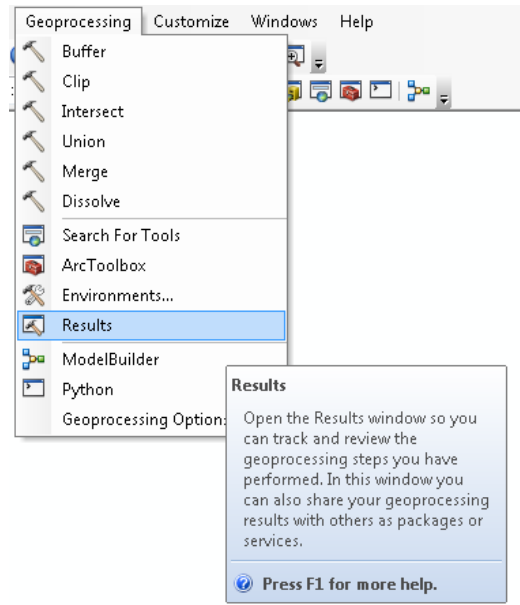 Geoprocessing Customize Windows Help
Buffer
Clip
Intersect
Union
Merge
Dissolve
Search For Tools
ArcToolbox
Environments...
Results
ModelBuilder
Python
Geoprocessing Option
Results
Open the Results window so you
can track and review the
geoprocessing steps you have
performed. In this window you
can also share your geoprocessing
results with others as packages or
services.
Press F1 for more help.